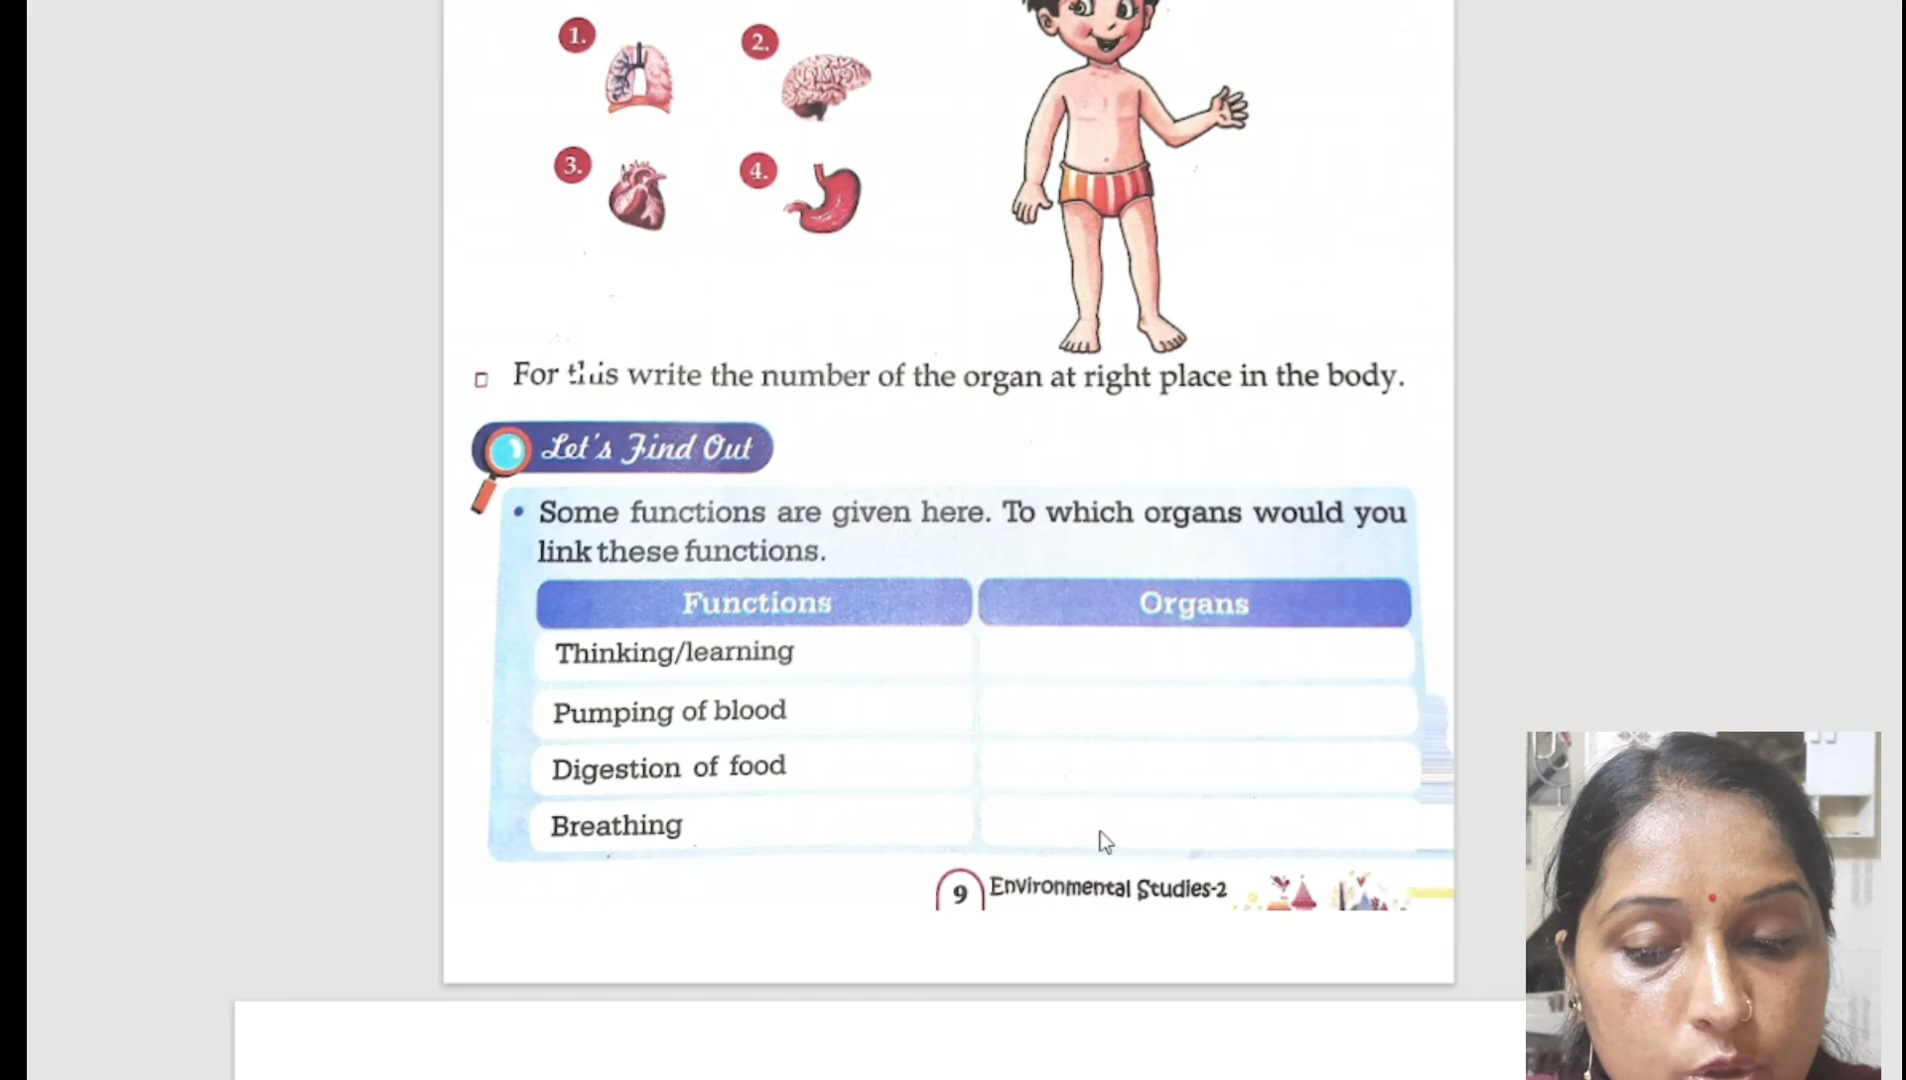 1.
2.
3.
4.
For this write the number of the organ at right place in the body.
Let's Find Out
• Some functions are given here. To which organs would you
link these functions.
Functions Organs
Thinking/learning
Pumping of blood
Digestion of food
Breathing
9 Environmental Studies-2